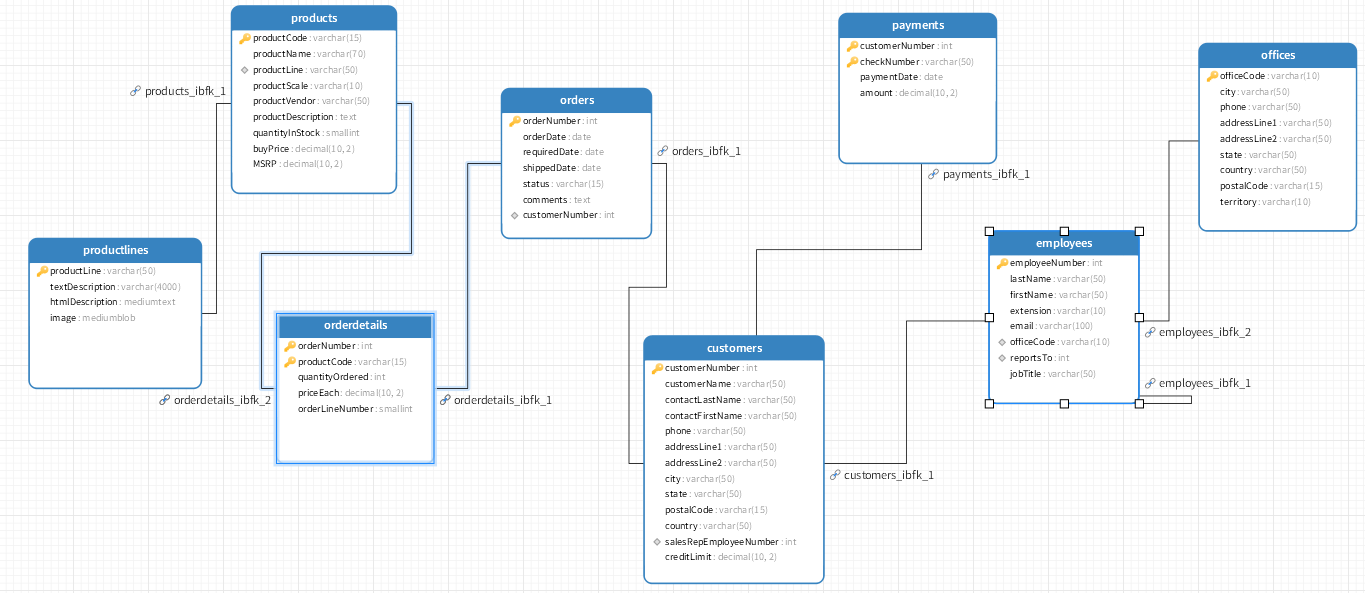 products
productCode : varchar(15)
productName : varchar(70)
productLine : varchar(50)
productScale : varchar(10)
productVendor : varchar(50)
productDescription : text
quantityInStock : smallint
buyPrice : decimal(10, 2)
MSRP : decimal(10, 2)
products_ibfk_1
productlines
productLine : varchar(50)
textDescription : varchar(4000)
htmlDescription : mediumtext
image : mediumblob
orderdetails
orderNumber : int
productCode : varchar(15)
quantityOrdered : int
priceEach : decimal(10, 2)
orderLineNumber : smallint
orderdetails_ibfk_2
orderdetails_ibfk_1
orders
orderNumber : int
orderDate : date
requiredDate : date
shippedDate : date
status : varchar(15)
comments : text
customerNumber : int
orders_ibfk_1
payments
customerNumber : int
checkNumber : varchar(50)
paymentDate : date
amount : decimal(10, 2)
payments_ibfk_1
customers
customerNumber : int
customerName : varchar(50)
contactLastName : varchar(50)
contactFirstName : varchar(50)
phone : varchar(50)
addressLine1 : varchar(50)
addressLine2 : varchar(50)
city : varchar(50)
state : varchar(50)
postalCode : varchar(15)
country : varchar(50)
salesRepEmployeeNumber : int
creditLimit : decimal(10, 2)
customers_ibfk_1
employees
employeeNumber : int
lastName : varchar(50)
firstName : varchar(50)
extension : varchar(10)
email : varchar(100)
officeCode : varchar(10)
reportsTo : int
jobTitle : varchar(50)
employees_ibfk_2
employees_ibfk_1
offices
officeCode : varchar(10)
city : varchar(50)
phone : varchar(50)
addressLine1 : varchar(50)
addressLine2 : varchar(50)
state : varchar(50)
country : varchar(50)
postalCode : varchar(15)
territory : varchar(10)